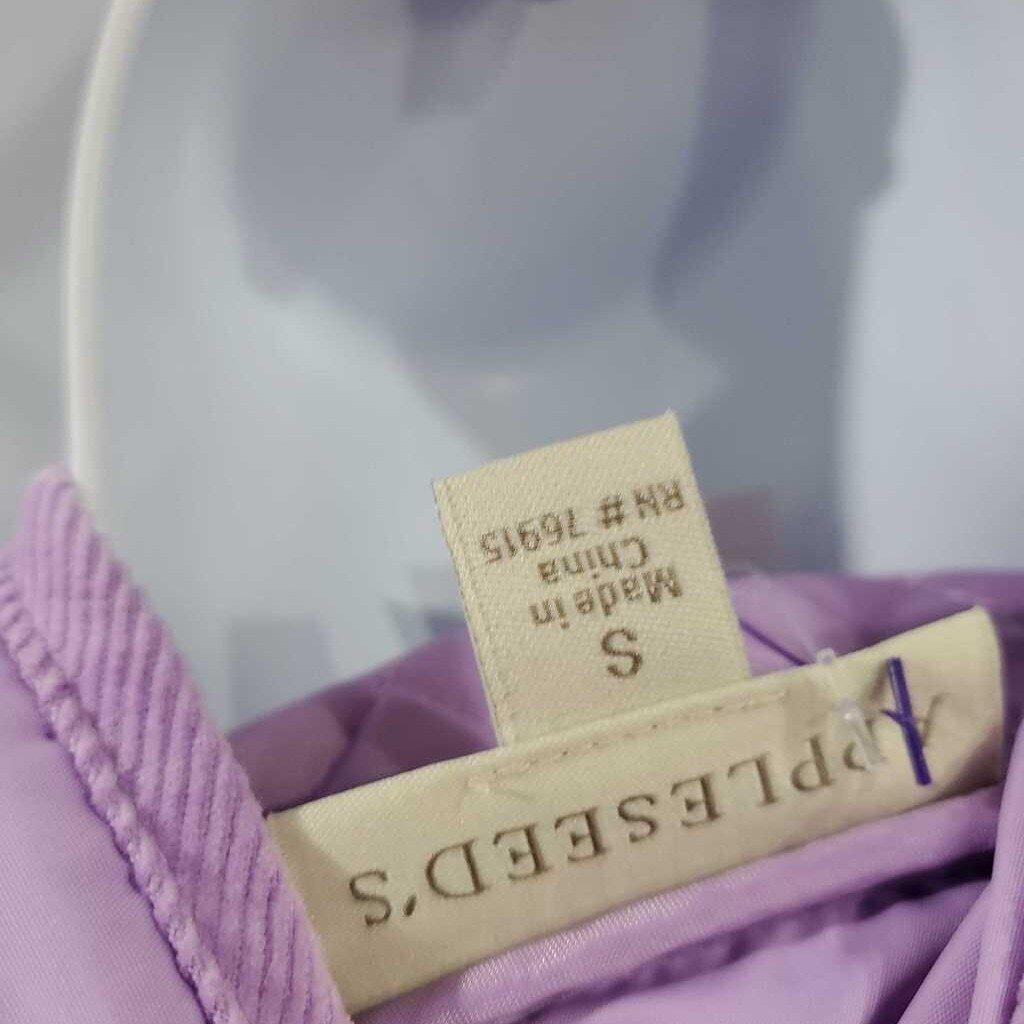 APPLESEED'S
S
Made in
China
RN# 76915